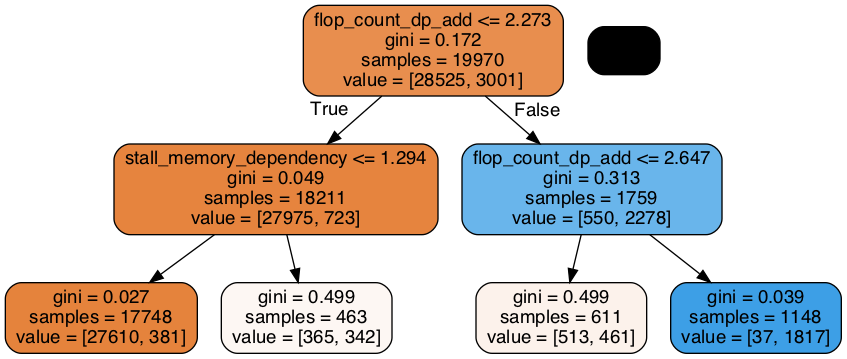 flop_count_dp_add <= 2.273
gini = 0.172
samples = 19970
value = [28525, 3001]
True
False
stall_memory_dependency <= 1.294
gini = 0.049
samples = 18211
value = [27975, 723]
flop_count_dp_add <= 2.647
gini = 0.313
samples = 1759
value = [550, 2278]
gini = 0.027
samples = 17748
value = [27610, 381]
gini = 0.499
samples = 463
value = [365, 342]
gini = 0.499
samples = 611
value = [513, 461]
gini = 0.039
samples = 1148
value = [37, 1817]